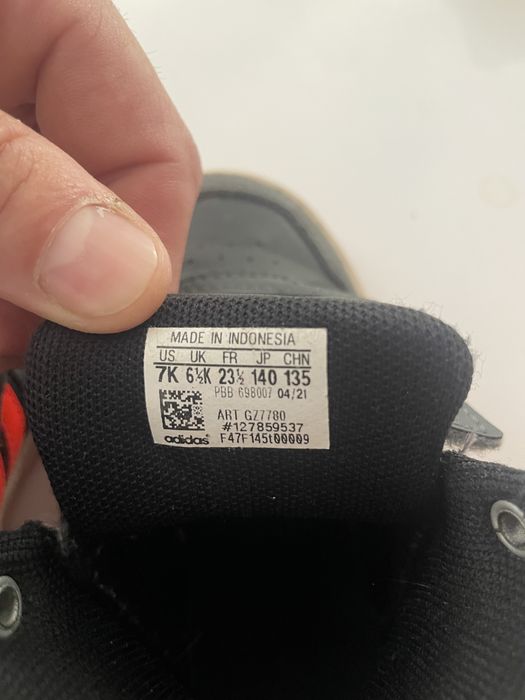 MADE IN INDONESIA
US UK FR JP CHN
7K 6½K 23½ 140 135
PBB 698007 04/21
ART GZ7780
#127859537
adidas® F47F145t00009